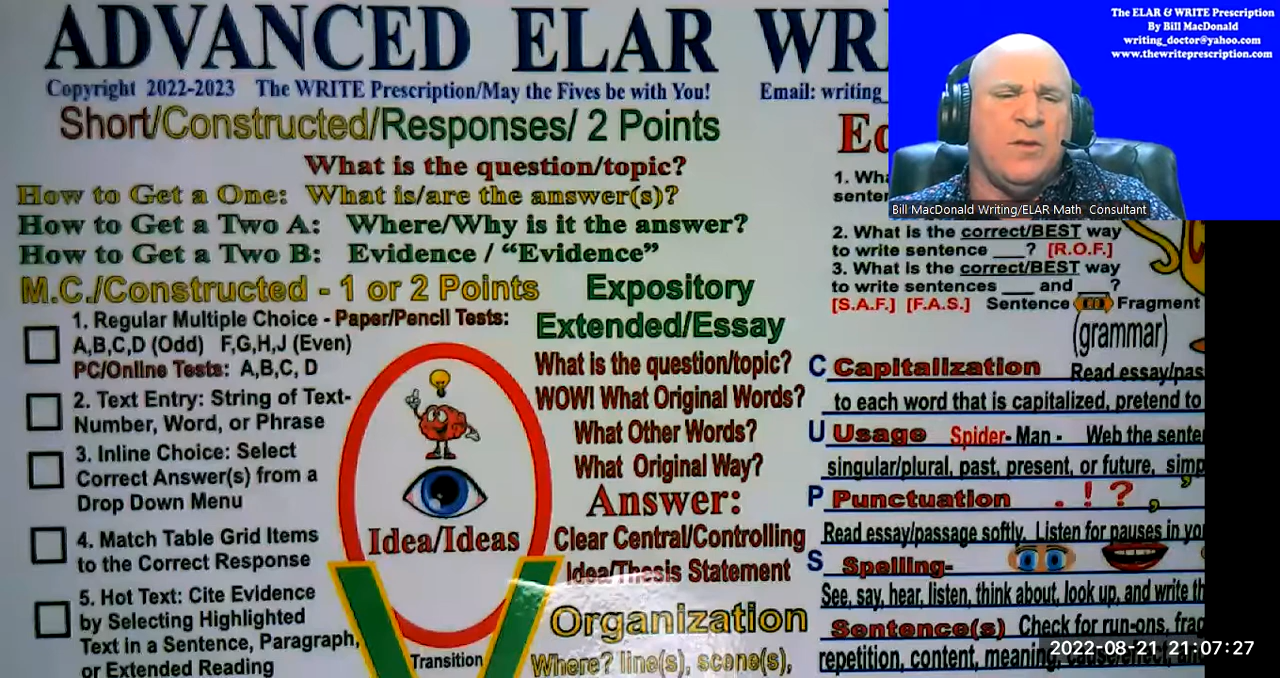 ADVANCED ELAR WR
Copyright 2022-2023 The WRITE Prescription/May the Fives be with You! Email: writing_
Short/Constructed/Responses/ 2 Points
What is the question/topic?
How to Get a One: What is/are the answer(s)?
How to Get a Two A: Where/Why is it the answer?
How to Get a Two B: Evidence / “Evidence”
M.C./Constructed - 1 or 2 Points
1. Regular Multiple Choice - Paper/Pencil Tests:
A,B,C,D (Odd) F,G,H,J (Even)
PC/Online Tests: A,B,C, D
2. Text Entry: String of Text-
Number, Word, or Phrase
3. Inline Choice: Select
Correct Answer(s) from a
Drop Down Menu
4. Match Table Grid Items
to the Correct Response
5. Hot Text: Cite Evidence
by Selecting Highlighted
Text in a Sentence, Paragraph,
or Extended Reading
Idea/Ideas
Transition
Expository
Extended/Essay
What is the question/topic?
WOW! What Original Words?
What Other Words?
What Original Way?
Answer:
Clear Central/Controlling
Idea/Thesis Statement
Organization
Where? line(s), scene(s),
The ELAR & WRITE Prescription
By Bill MacDonald
writing_doctor@yahoo.com
www.thewriteprescription.com
Bill MacDonald Writing/ELAR Math Consultant
Ed
1. Wha
senten
2. What is the correct/BEST way
to write sentence ___? [R.O.F.]
3. What is the correct/BEST way
to write sentences ___ and ___?
[S.A.F.] [F.A.S.] Sentence Fragment
(grammar)
C Capitalization Read essay/pas
to each word that is capitalized, pretend to
U Usage Spider-Man - Web the senten
singular/plural, past, present, or future, simp
P Punctuation . ! ? ,
Read essay/passage softly. Listen for pauses in yo
S Spelling-
See, say, hear, listen, think about, look up, and write th
Sentence(s) Check for run-ons, frag
repetition, content, meaning,
2022-08-21 21:07:27